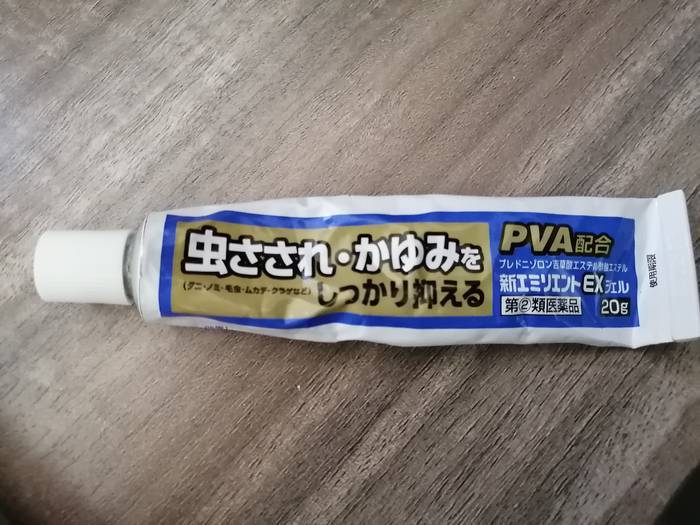 虫さされ・かゆみを
(ダニ・ノミ・毛虫・ムカデ・クラゲなど)しっかり抑える
PVA配合
プレドニゾロン吉草酸エステル酢酸エステル
新エミリエントEXジェル
指②類医薬品 20g
使用期限